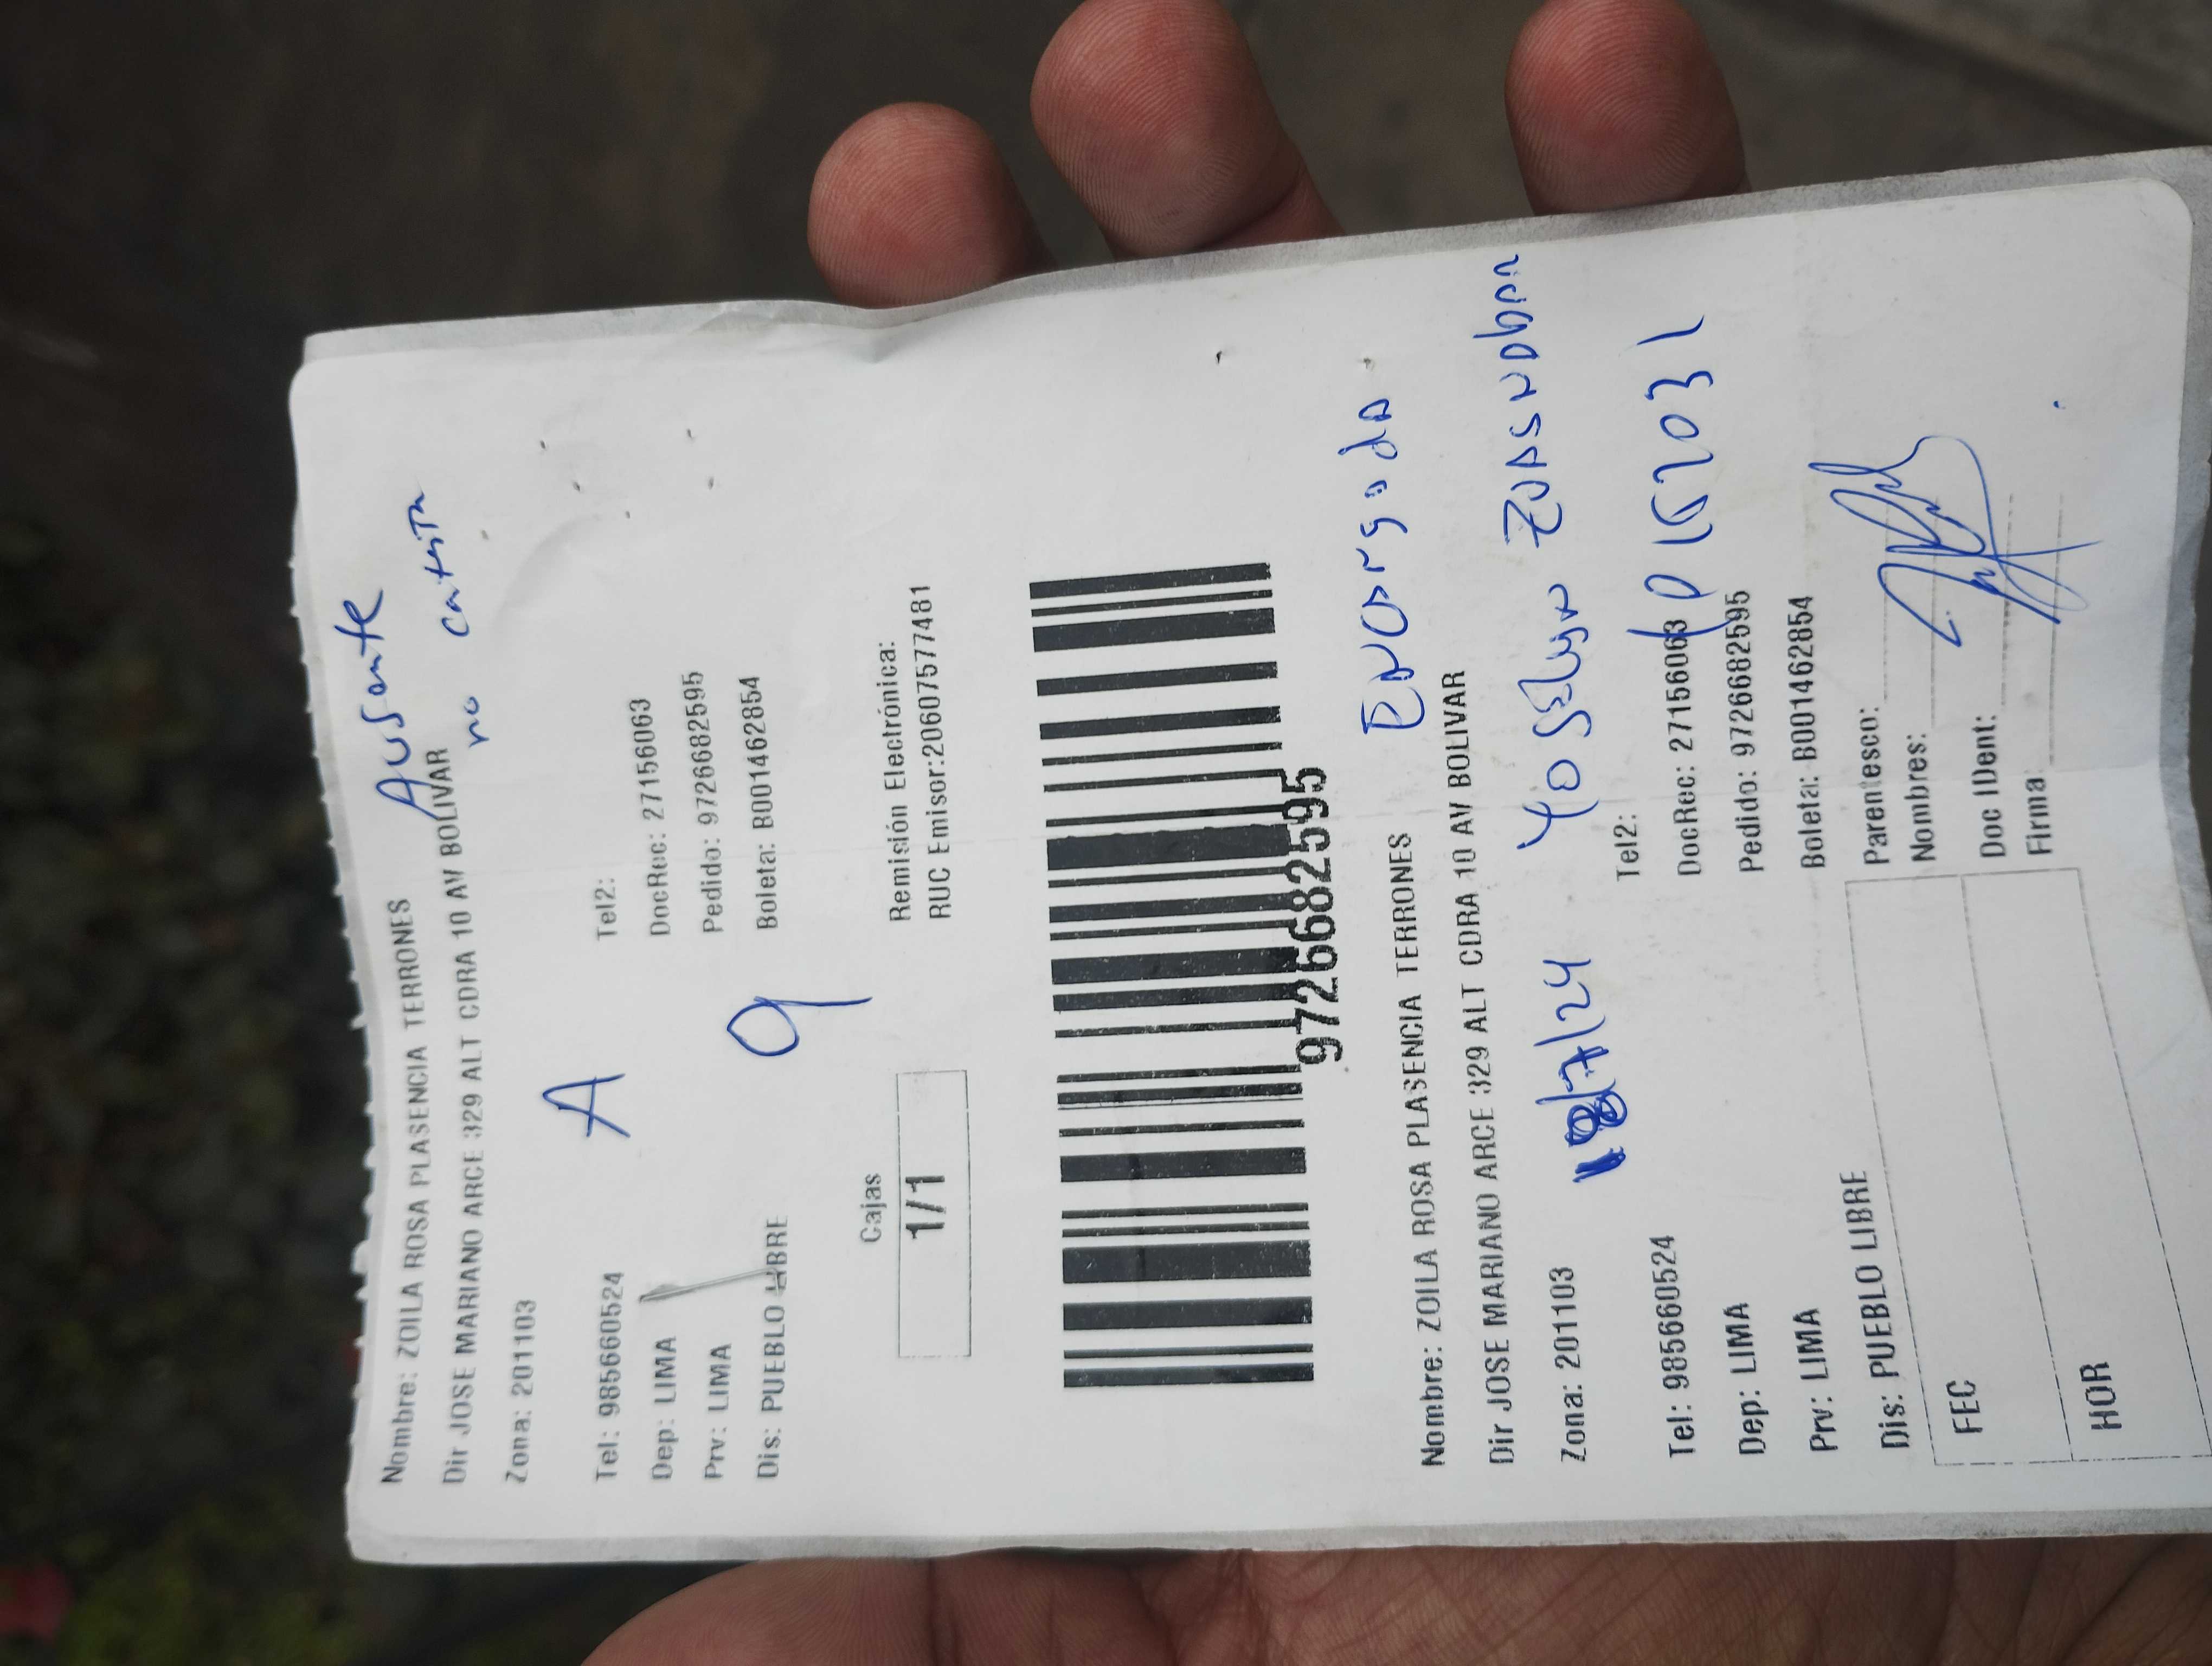 Ausente
Nombre: ZOILA ROSA PLASENCIA TERRONES
Dir JOSE MARIANO ARCE 329 ALT CDRA 10 AV BOLIVAR
no contesta
Zona: 201103
A
Tel: 985660524 Tel2:
Dep: LIMA DocRec: 27156063
Prv: LIMA Pedido: 9726682595
Dis: PUEBLO LIBRE Boleta: B001462854
9
Cajas
1/1
Remisión Electrónica:
RUC Emisor:20607577481
9726682595
Encargada
Nombre: ZOILA ROSA PLASENCIA TERRONES
Dir JOSE MARIANO ARCE 329 ALT CDRA 10 AV BOLIVAR
Zona: 201103
18/7/24 Yoselyn
Tel: 985660524 Tel2:
Dep: LIMA DocRec: 27156063
Prv: LIMA Pedido: 9726682595
Dis: PUEBLO LIBRE Boleta: B001462854
FEC
HOR
Parentesco:
Nombres:
Doc IDent:
Firma